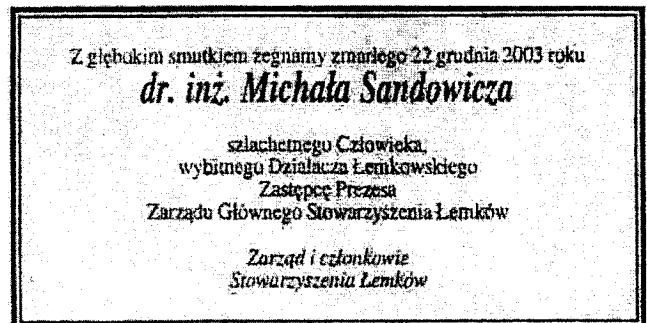 Z głębokim smutkiem żegnamy zmarłego 22 grudnia 2003 roku
dr. inż. Michała Sandowicza
szlachetnego Człowieka,
wybitnego Działacza Łemkowskiego
Zastępcę Prezesa
Zarządu Głównego Stowarzyszenia Łemków
Zarząd i członkowie
Stowarzyszenia Łemków